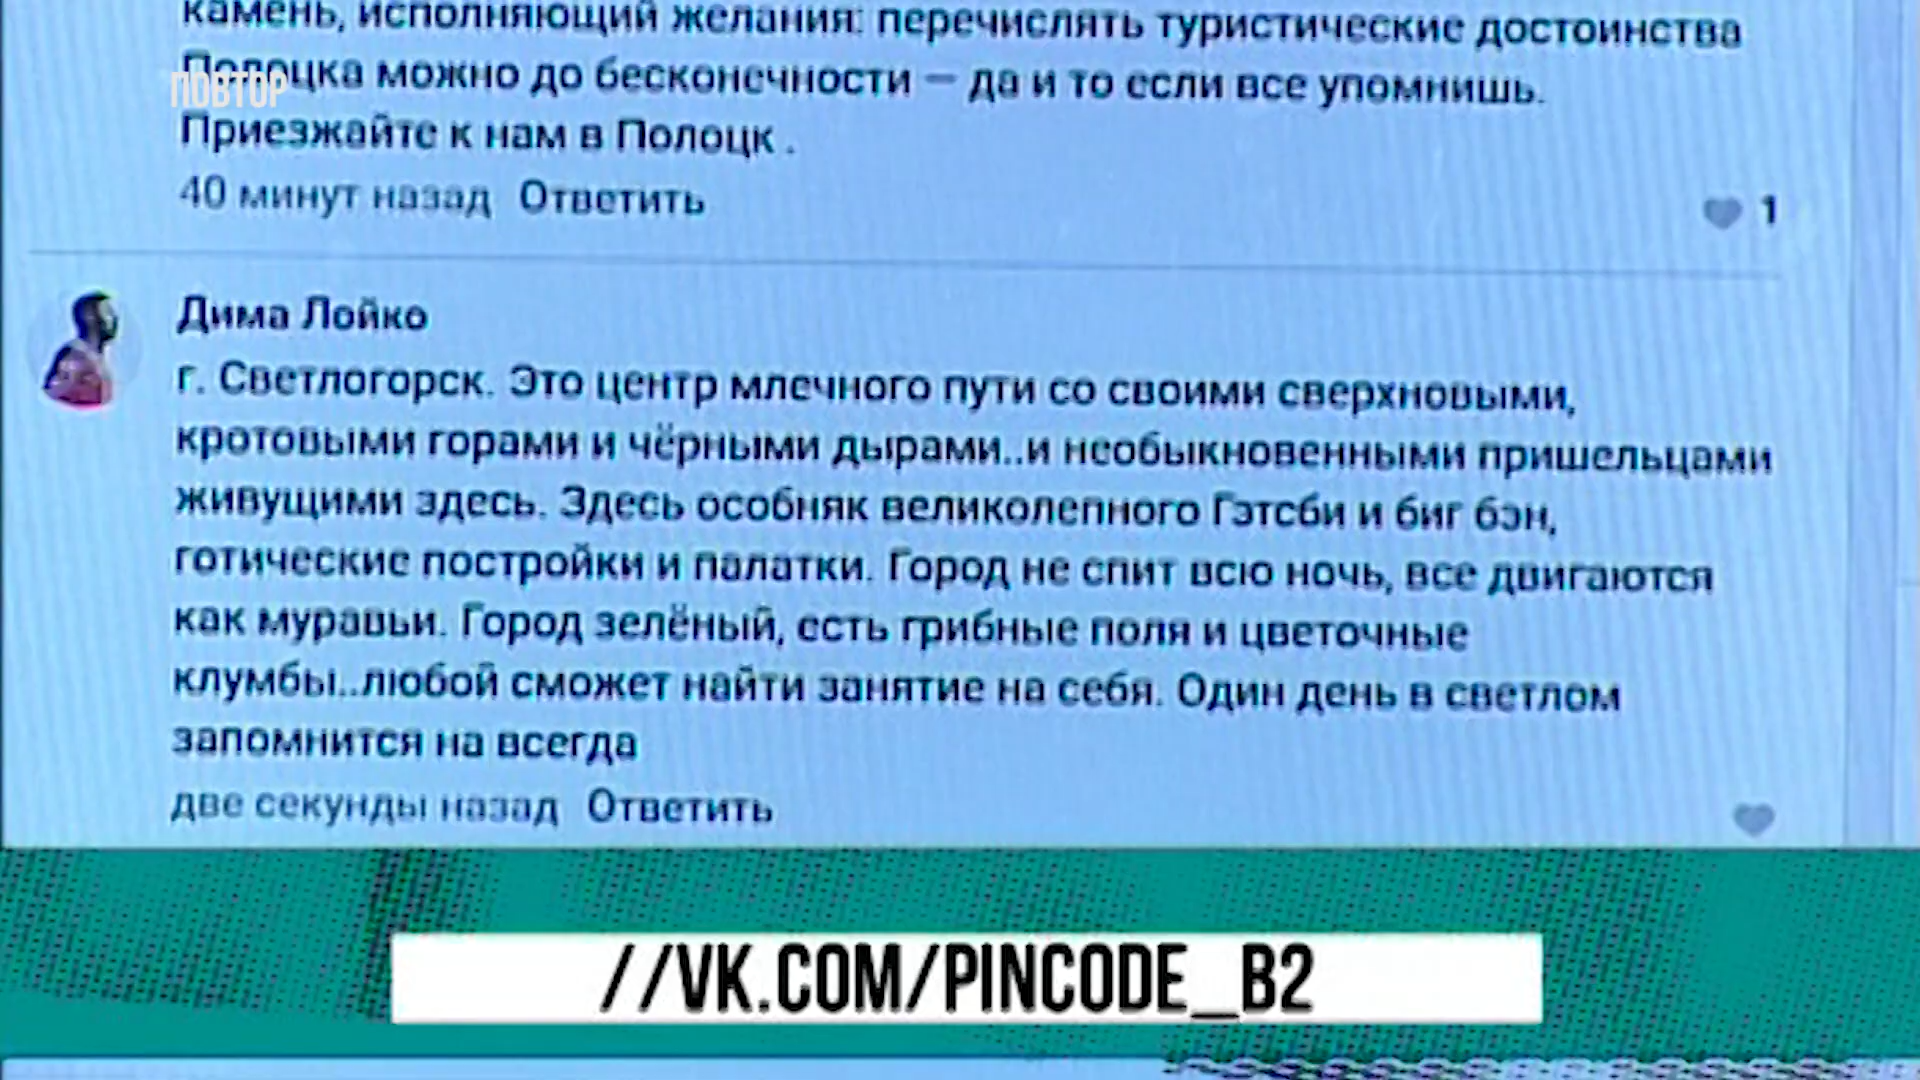 камень, исполняющий желания: перечислять туристические достоинства
Полоцка можно до бесконечности — да и то если все упомнишь.
ПОВТОР
Приезжайте к нам в Полоцк .
40 минут назад Ответить
1
Дима Лойко
г. Светлогорск. Это центр млечного пути со своими сверхновыми,
кротовыми горами и чёрными дырами..и необыкновенными пришельцами
живущими здесь. Здесь особняк великолепного Гэтсби и биг бэн,
готические постройки и палатки. Город не спит всю ночь, все двигаются
как муравьи. Город зелёный, есть грибные поля и цветочные
клумбы..любой сможет найти занятие на себя. Один день в светлом
запомнится на всегда
две секунды назад Ответить
//VK.COM/PINCODE_B2